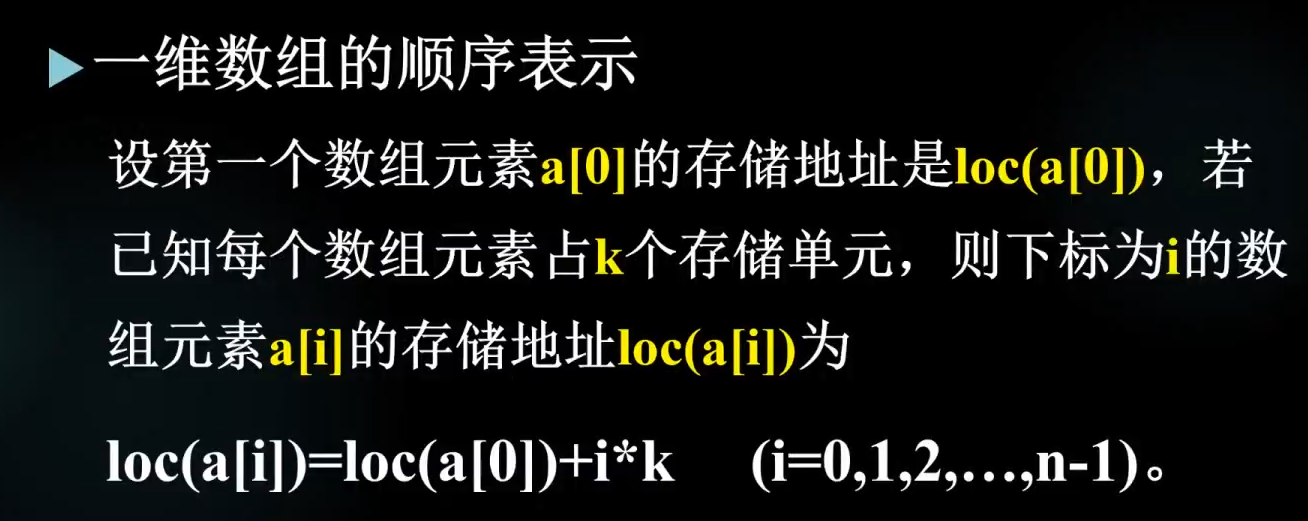 一维数组的顺序表示
设第一个数组元素a[0]的存储地址是loc(a[0])，若
已知每个数组元素占k个存储单元，则下标为i的数
组元素a[i]的存储地址loc(a[i])为
loc(a[i])=loc(a[0])+i*k (i=0,1,2,…,n-1)。